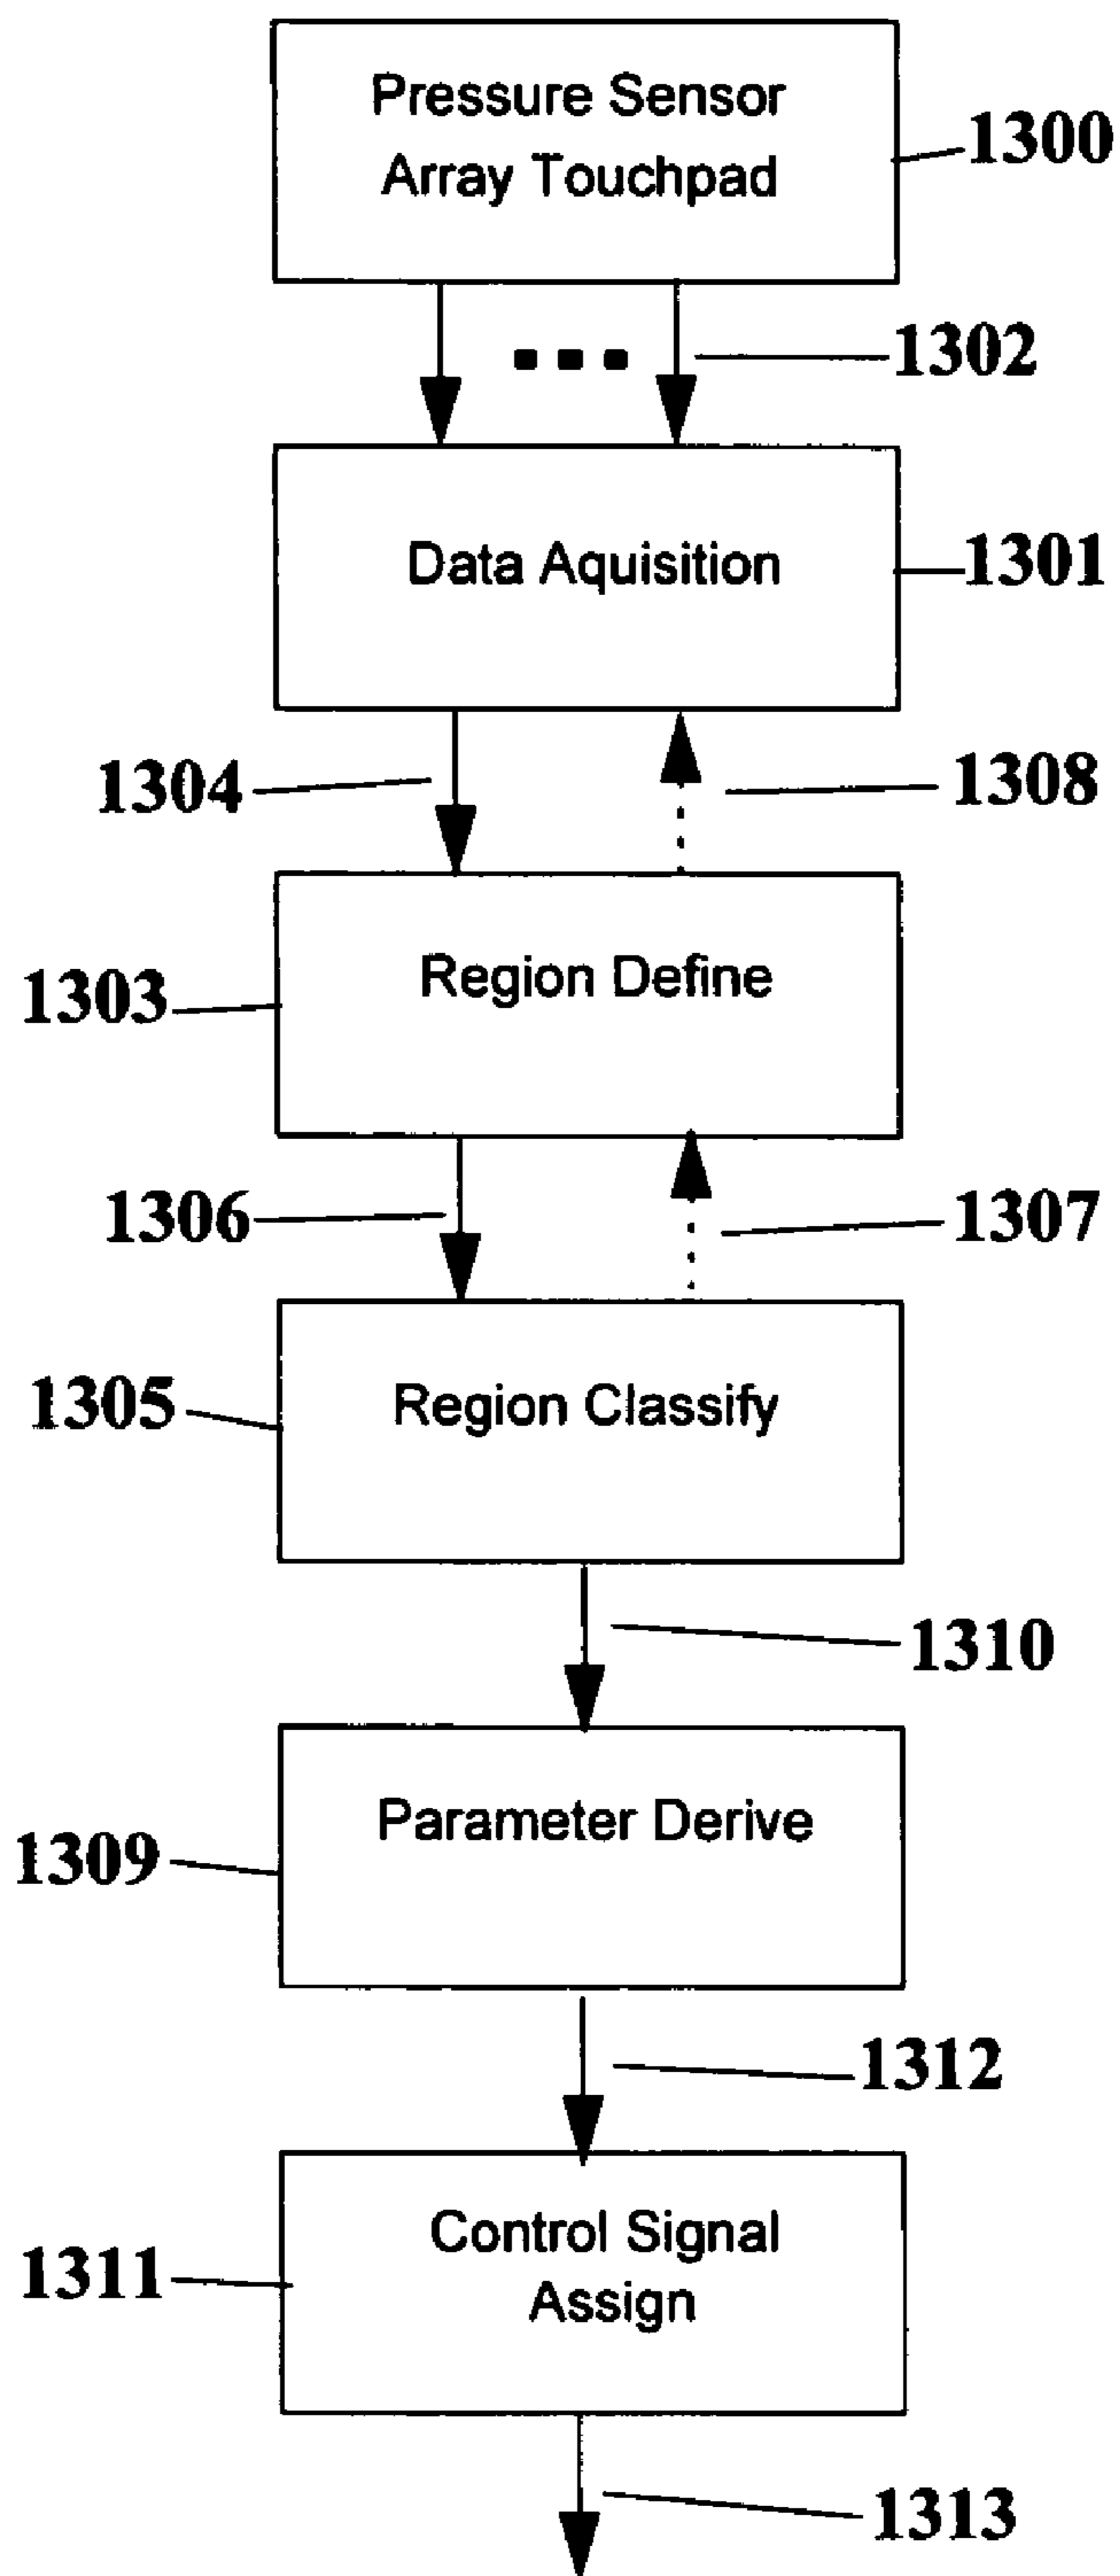 Pressure Sensor
Array Touchpad
1300
1302
Data Aquisition
1301
1304
1308
Region Define
1303
1306
1307
Region Classify
1305
1310
Parameter Derive
1309
1312
Control Signal
Assign
1311
1313